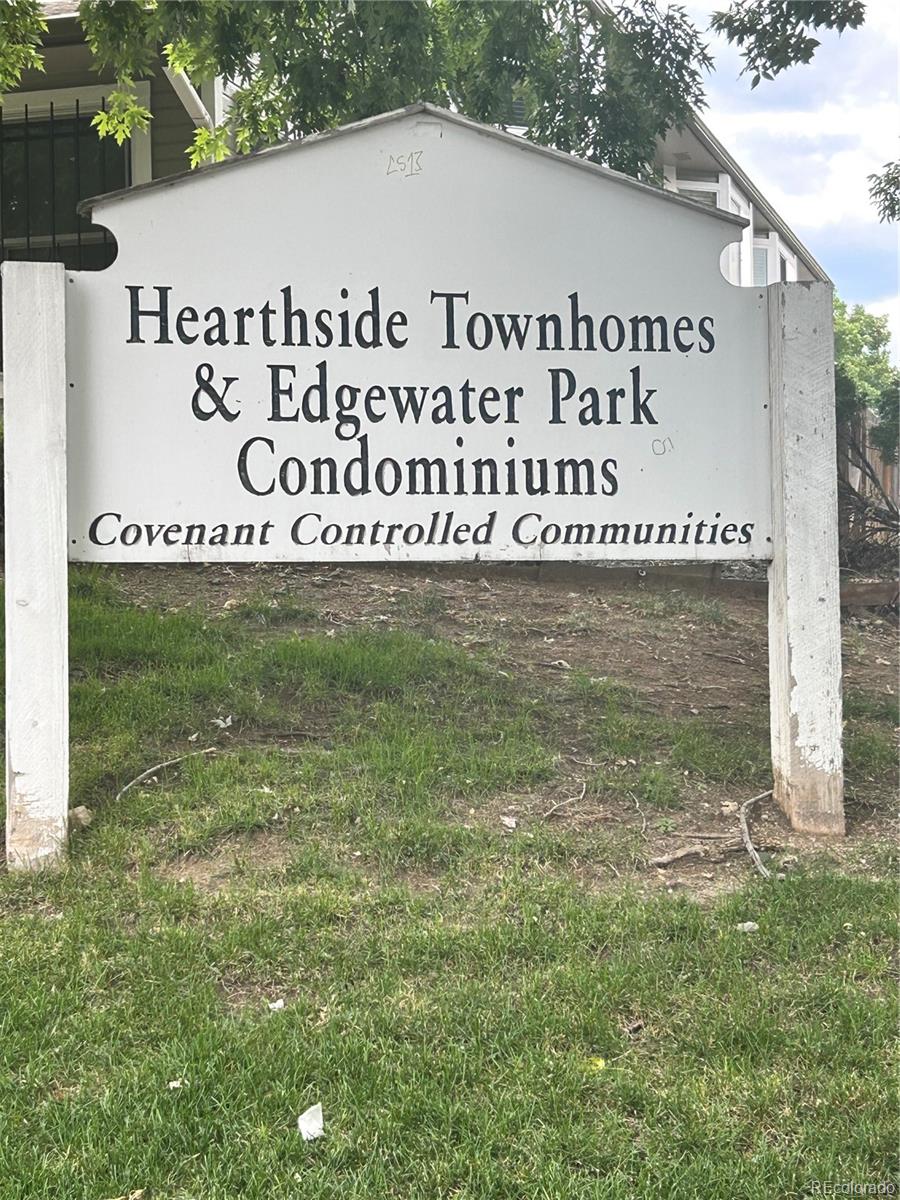 Hearthside Townhomes
& Edgewater Park
Condominiums
Covenant Controlled Communities
REcolorado